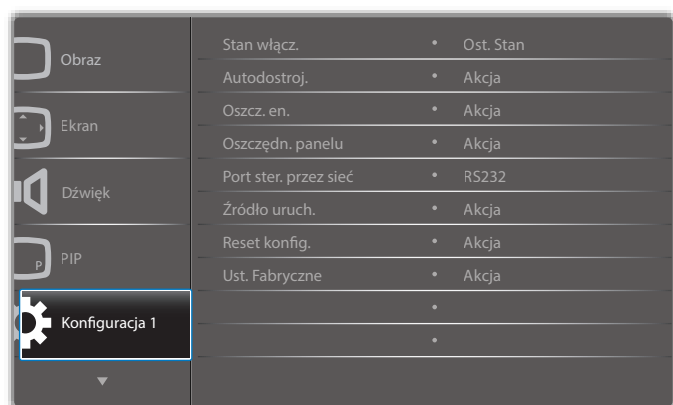 Obraz
Ekran
Dźwięk
P
PIP
Konfiguracja 1
Stan włącz. • Ost. Stan
Autodostroj. • Akcja
Oszcz. en. • Akcja
Oszczędn. panelu • Akcja
Port ster. przez sieć • RS232
Źródło uruch. • Akcja
Reset konfig. • Akcja
Ust. Fabryczne • Akcja
•
•